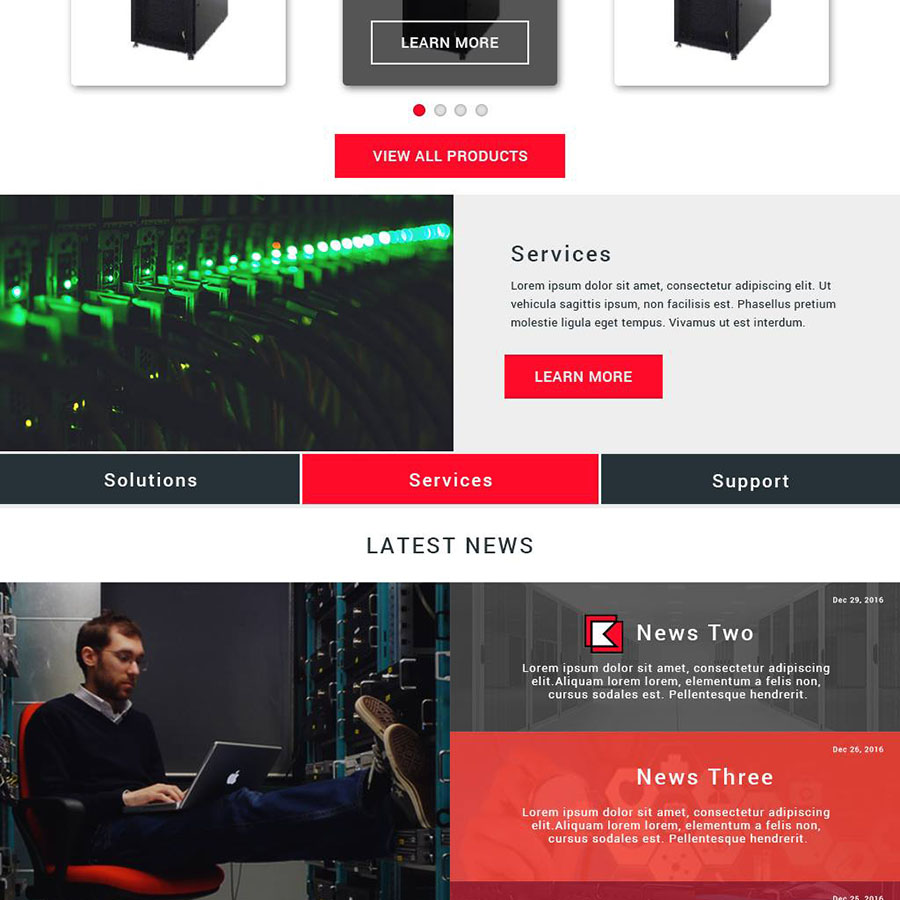 LEARN MORE
VIEW ALL PRODUCTS
Services
Lorem ipsum dolor sit amet, consectetur adipiscing elit. Ut
vehicula sagittis ipsum, non facilisis est. Phasellus pretium
molestie ligula eget tempus. Vivamus ut est interdum.
LEARN MORE
Solutions
Services
Support
LATEST NEWS
Dec 29, 2016
News Two
Lorem ipsum dolor sit amet, consectetur adipiscing
elit.Aliquam lorem lorem, elementum a felis non,
cursus sodales est. Pellentesque hendrerit.
Dec 26, 2016
News Three
Lorem ipsum dolor sit amet, consectetur adipiscing
elit.Aliquam lorem lorem, elementum a felis non,
cursus sodales est. Pellentesque hendrerit.
Dec 25, 2016